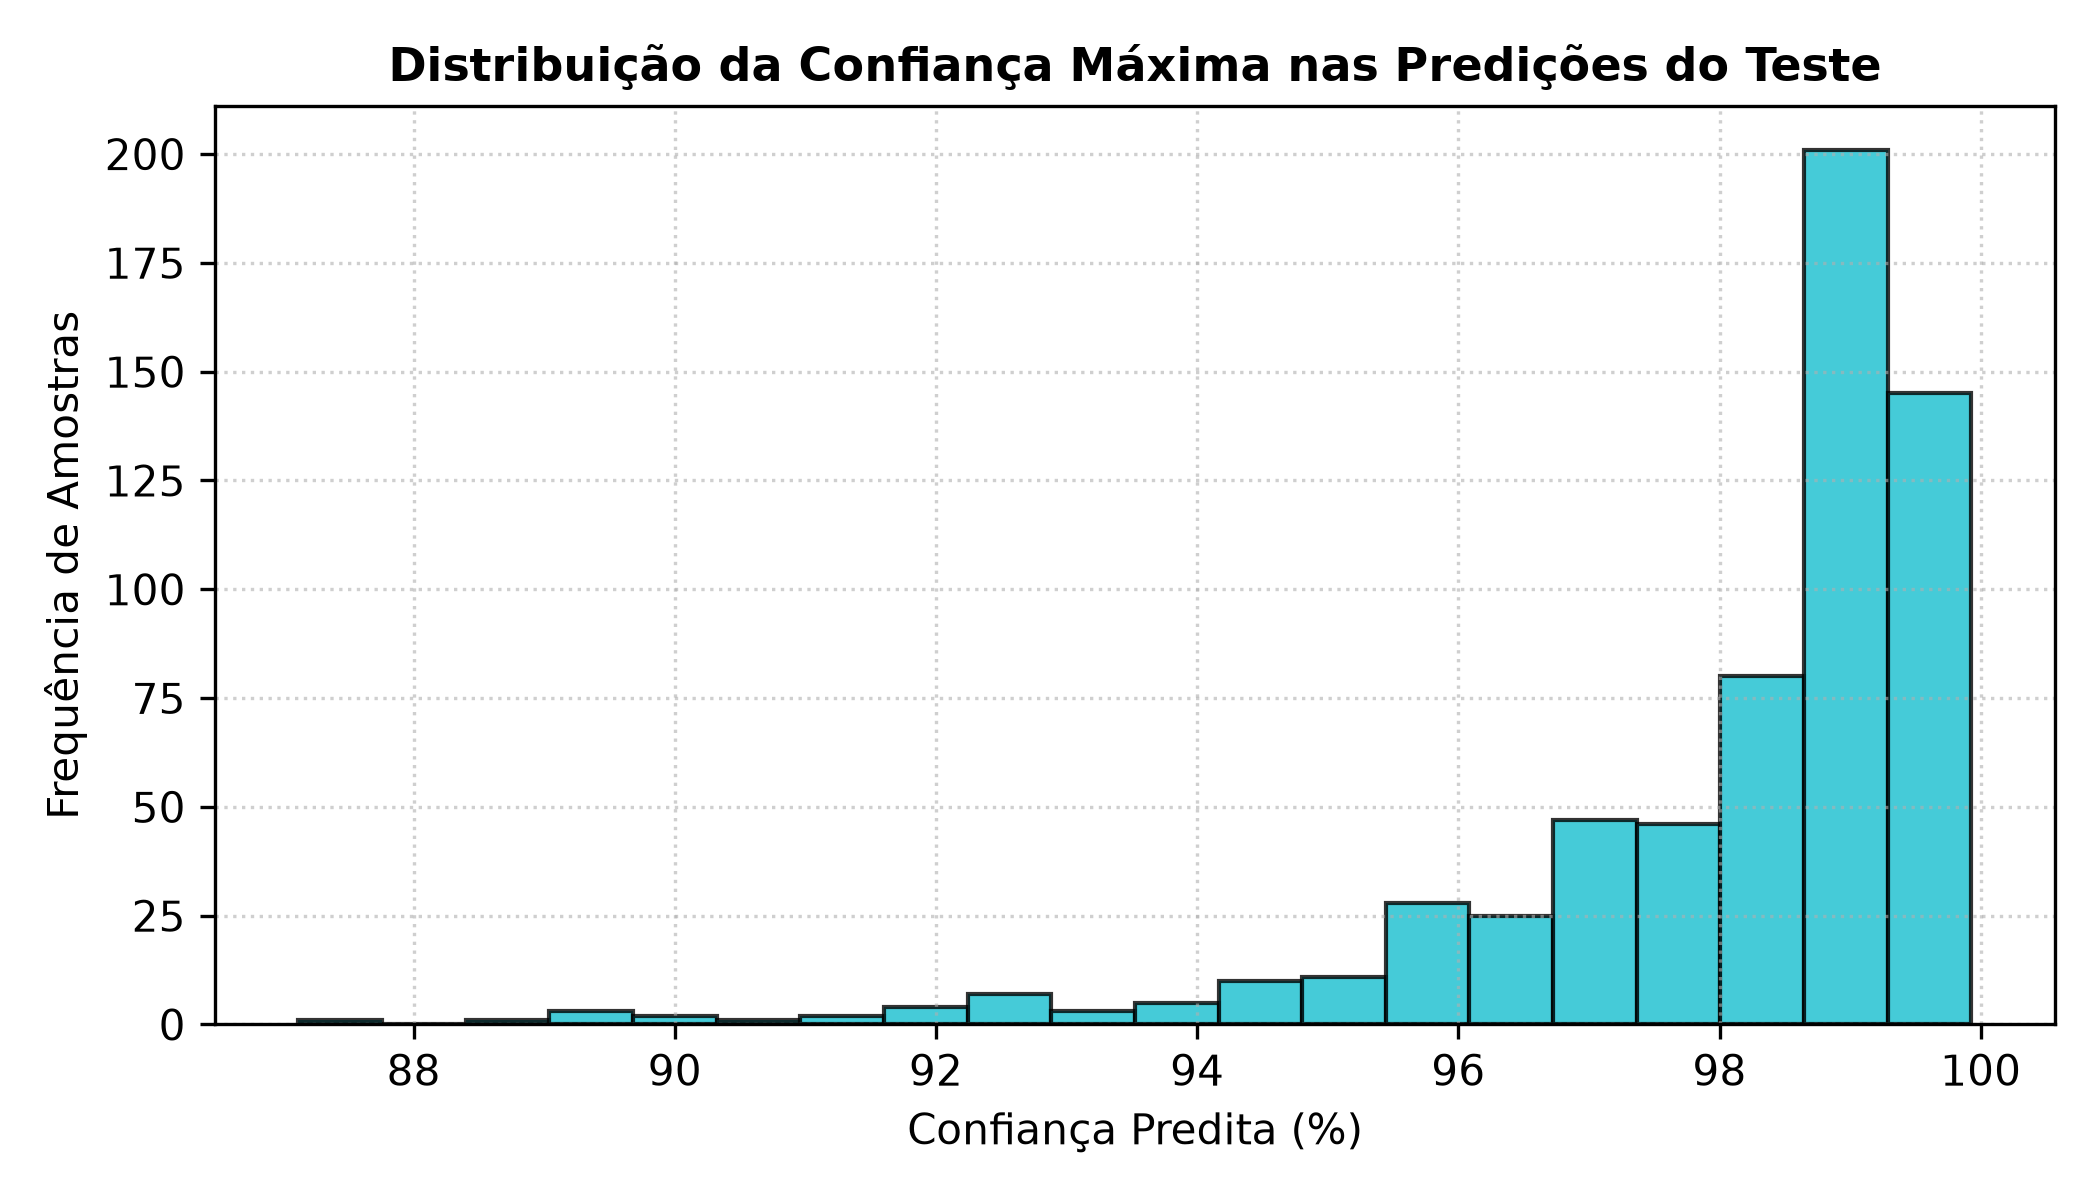 Distribuição da Confiança Máxima nas Predições do Teste
Frequência de Amostras
200
175
150
125
100
75
50
25
0
88 90 92 94 96 98 100
Confiança Predita (%)